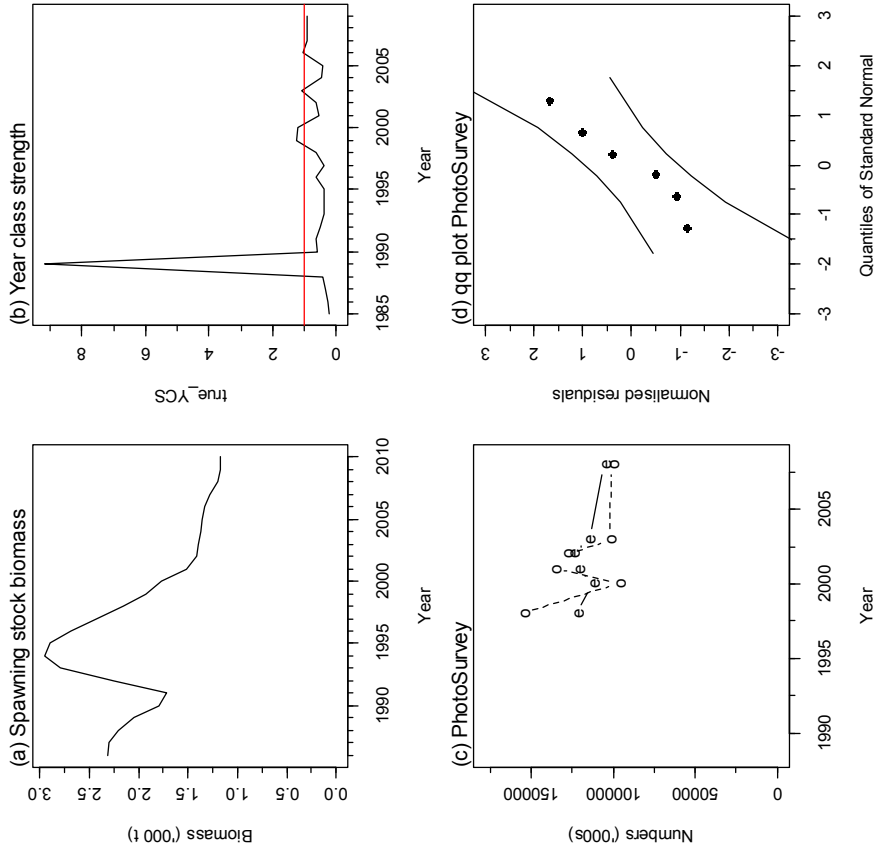 (a) Spawning stock biomass
3.0
2.5
2.0
1.5
1.0
0.5
0.0
Biomass ('000 t)
1990
1995
2000
2005
2010
Year
(b) Year class strength
8
6
4
2
0
true_YCS
1985
1990
1995
2000
2005
Year
(c) PhotoSurvey
150000
100000
50000
0
Numbers ('000s)
o
e
e
o
o
e
o
e
e
o
e
o
1990
1995
2000
2005
Year
(d) qq plot PhotoSurvey
3
2
1
0
-1
-2
-3
Normalised residuals
-3
-2
-1
0
1
2
3
Quantiles of Standard Normal